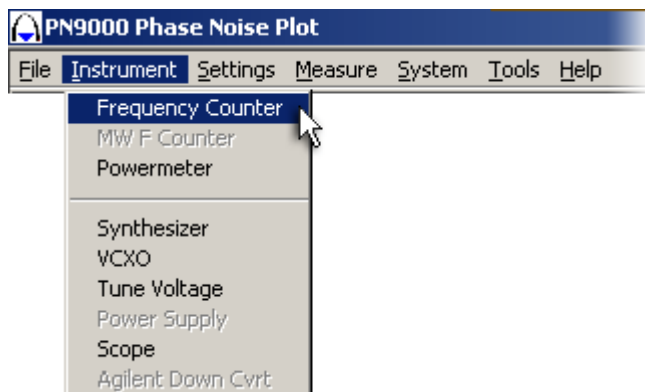 PN9000 Phase Noise Plot
File Instrument Settings Measure System Tools Help
Frequency Counter
MW F Counter
Powermeter
Synthesizer
VCXO
Tune Voltage
Power Supply
Scope
Agilent Down Cvrt